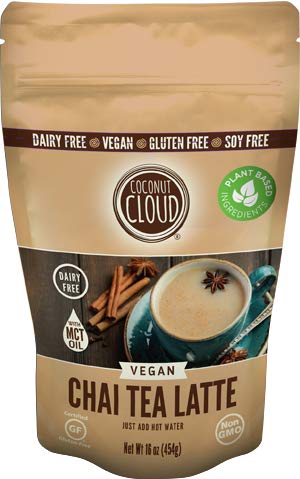 DAIRY FREE VEGAN GLUTEN FREE SOY FREE
COCONUT
CLOUD
®
PLANT BASED
INGREDIENTS
DAIRY
FREE
WITH
MCT
OIL
VEGAN
CHAI TEA LATTE
JUST ADD HOT WATER
Certified
GF
Gluten-Free
Non
GMO
Net Wt 16 oz (454g)